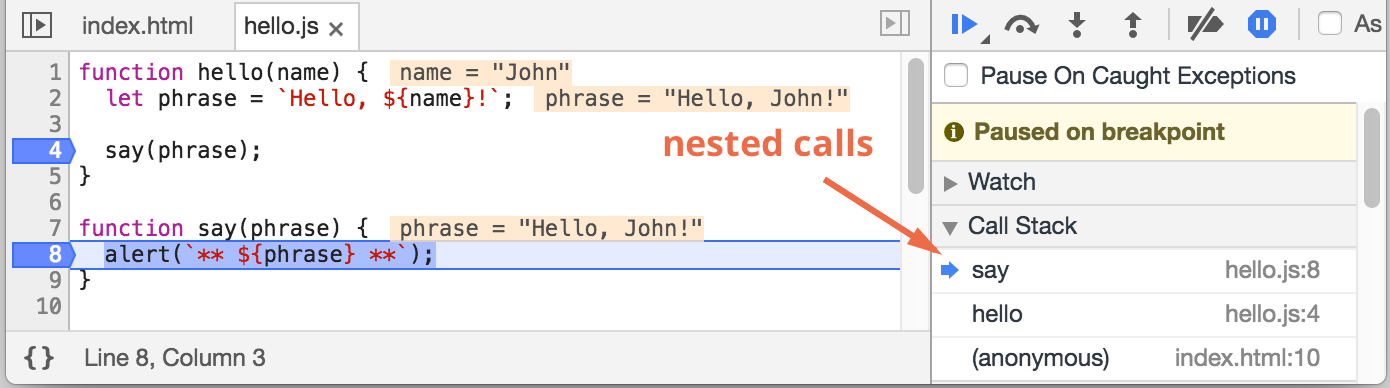 index.html
hello.js ×
1 function hello(name) { name = "John"
2 let phrase = `Hello, ${name}!`; phrase = "Hello, John!"
3
4 say(phrase);
5 }
6
7 function say(phrase) { phrase = "Hello, John!"
8 alert(`** ${phrase} **`);
9 }
10
{} Line 8, Column 3
nested calls
As
Pause On Caught Exceptions
Paused on breakpoint
Watch
Call Stack
say hello.js:8
hello hello.js:4
(anonymous) index.html:10